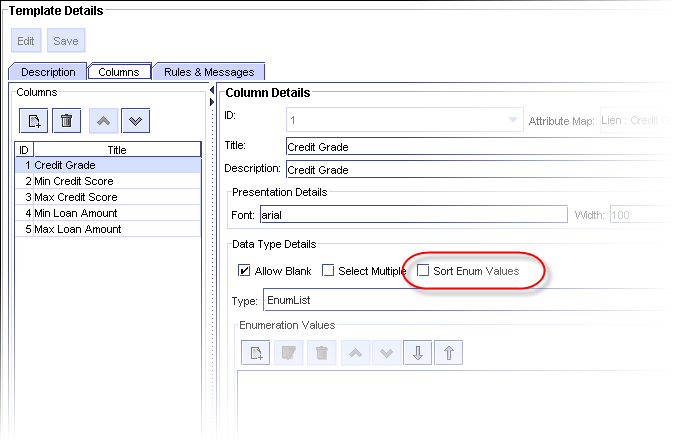 Template Details
Edit Save
Description Columns Rules & Messages
Columns
ID Title
1 Credit Grade
2 Min Credit Score
3 Max Credit Score
4 Min Loan Amount
5 Max Loan Amount
Column Details
ID: 1 Attribute Map: Lien : Credit G
Title: Credit Grade
Description: Credit Grade
Presentation Details
Font: arial Width: 100
Data Type Details
Allow Blank Select Multiple Sort Enum Values
Type: EnumList
Enumeration Values